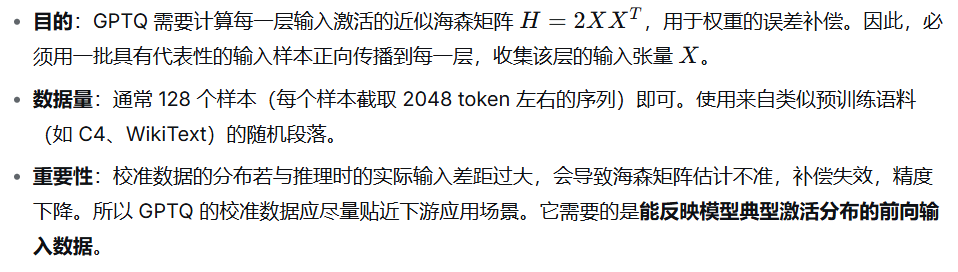 • 目的：GPTQ 需要计算每一层输入激活的近似海森矩阵 H = 2XX^T，用于权重的误差补偿。因此，必
须用一批具有代表性的输入样本正向传播到每一层，收集该层的输入张量 X。
• 数据量：通常 128 个样本（每个样本截取 2048 token 左右的序列）即可。使用来自类似预训练语料
（如 C4、WikiText）的随机段落。
• 重要性：校准数据的分布若与推理时的实际输入差距过大，会导致海森矩阵估计不准，补偿失效，精度
下降。所以 GPTQ 的校准数据应尽量贴近下游应用场景。它需要的是能反映模型典型激活分布的前向输
入数据。